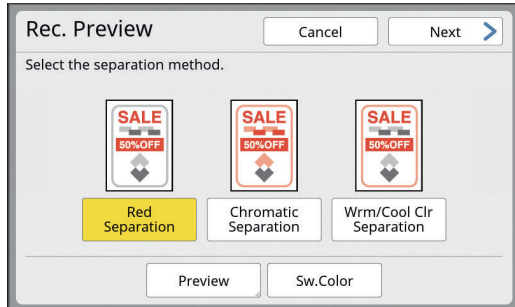 Rec. Preview
Cancel
Next
Select the separation method.
SALE
50%OFF
SALE
50%OFF
SALE
50%OFF
Red
Separation
Chromatic
Separation
Wrm/Cool Clr
Separation
Preview
Sw.Color